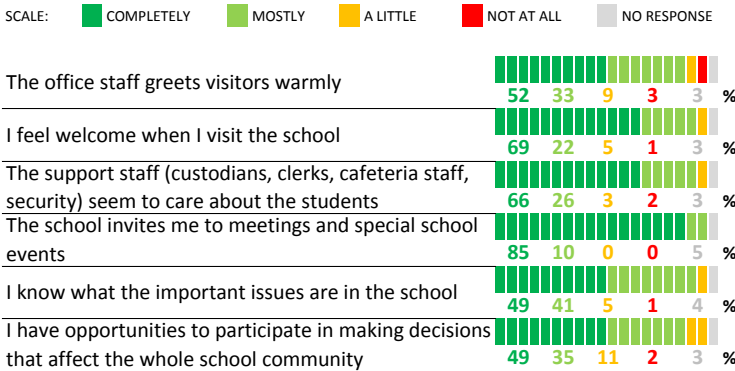 SCALE: COMPLETELY MOSTLY A LITTLE NOT AT ALL NO RESPONSE
The office staff greets visitors warmly
52 33 9 3 3 %
I feel welcome when I visit the school
69 22 5 1 3 %
The support staff (custodians, clerks, cafeteria staff,
security) seem to care about the students
66 26 3 2 3 %
The school invites me to meetings and special school
events
85 10 0 0 5 %
I know what the important issues are in the school
49 41 5 1 4 %
I have opportunities to participate in making decisions
that affect the whole school community
49 35 11 2 3 %